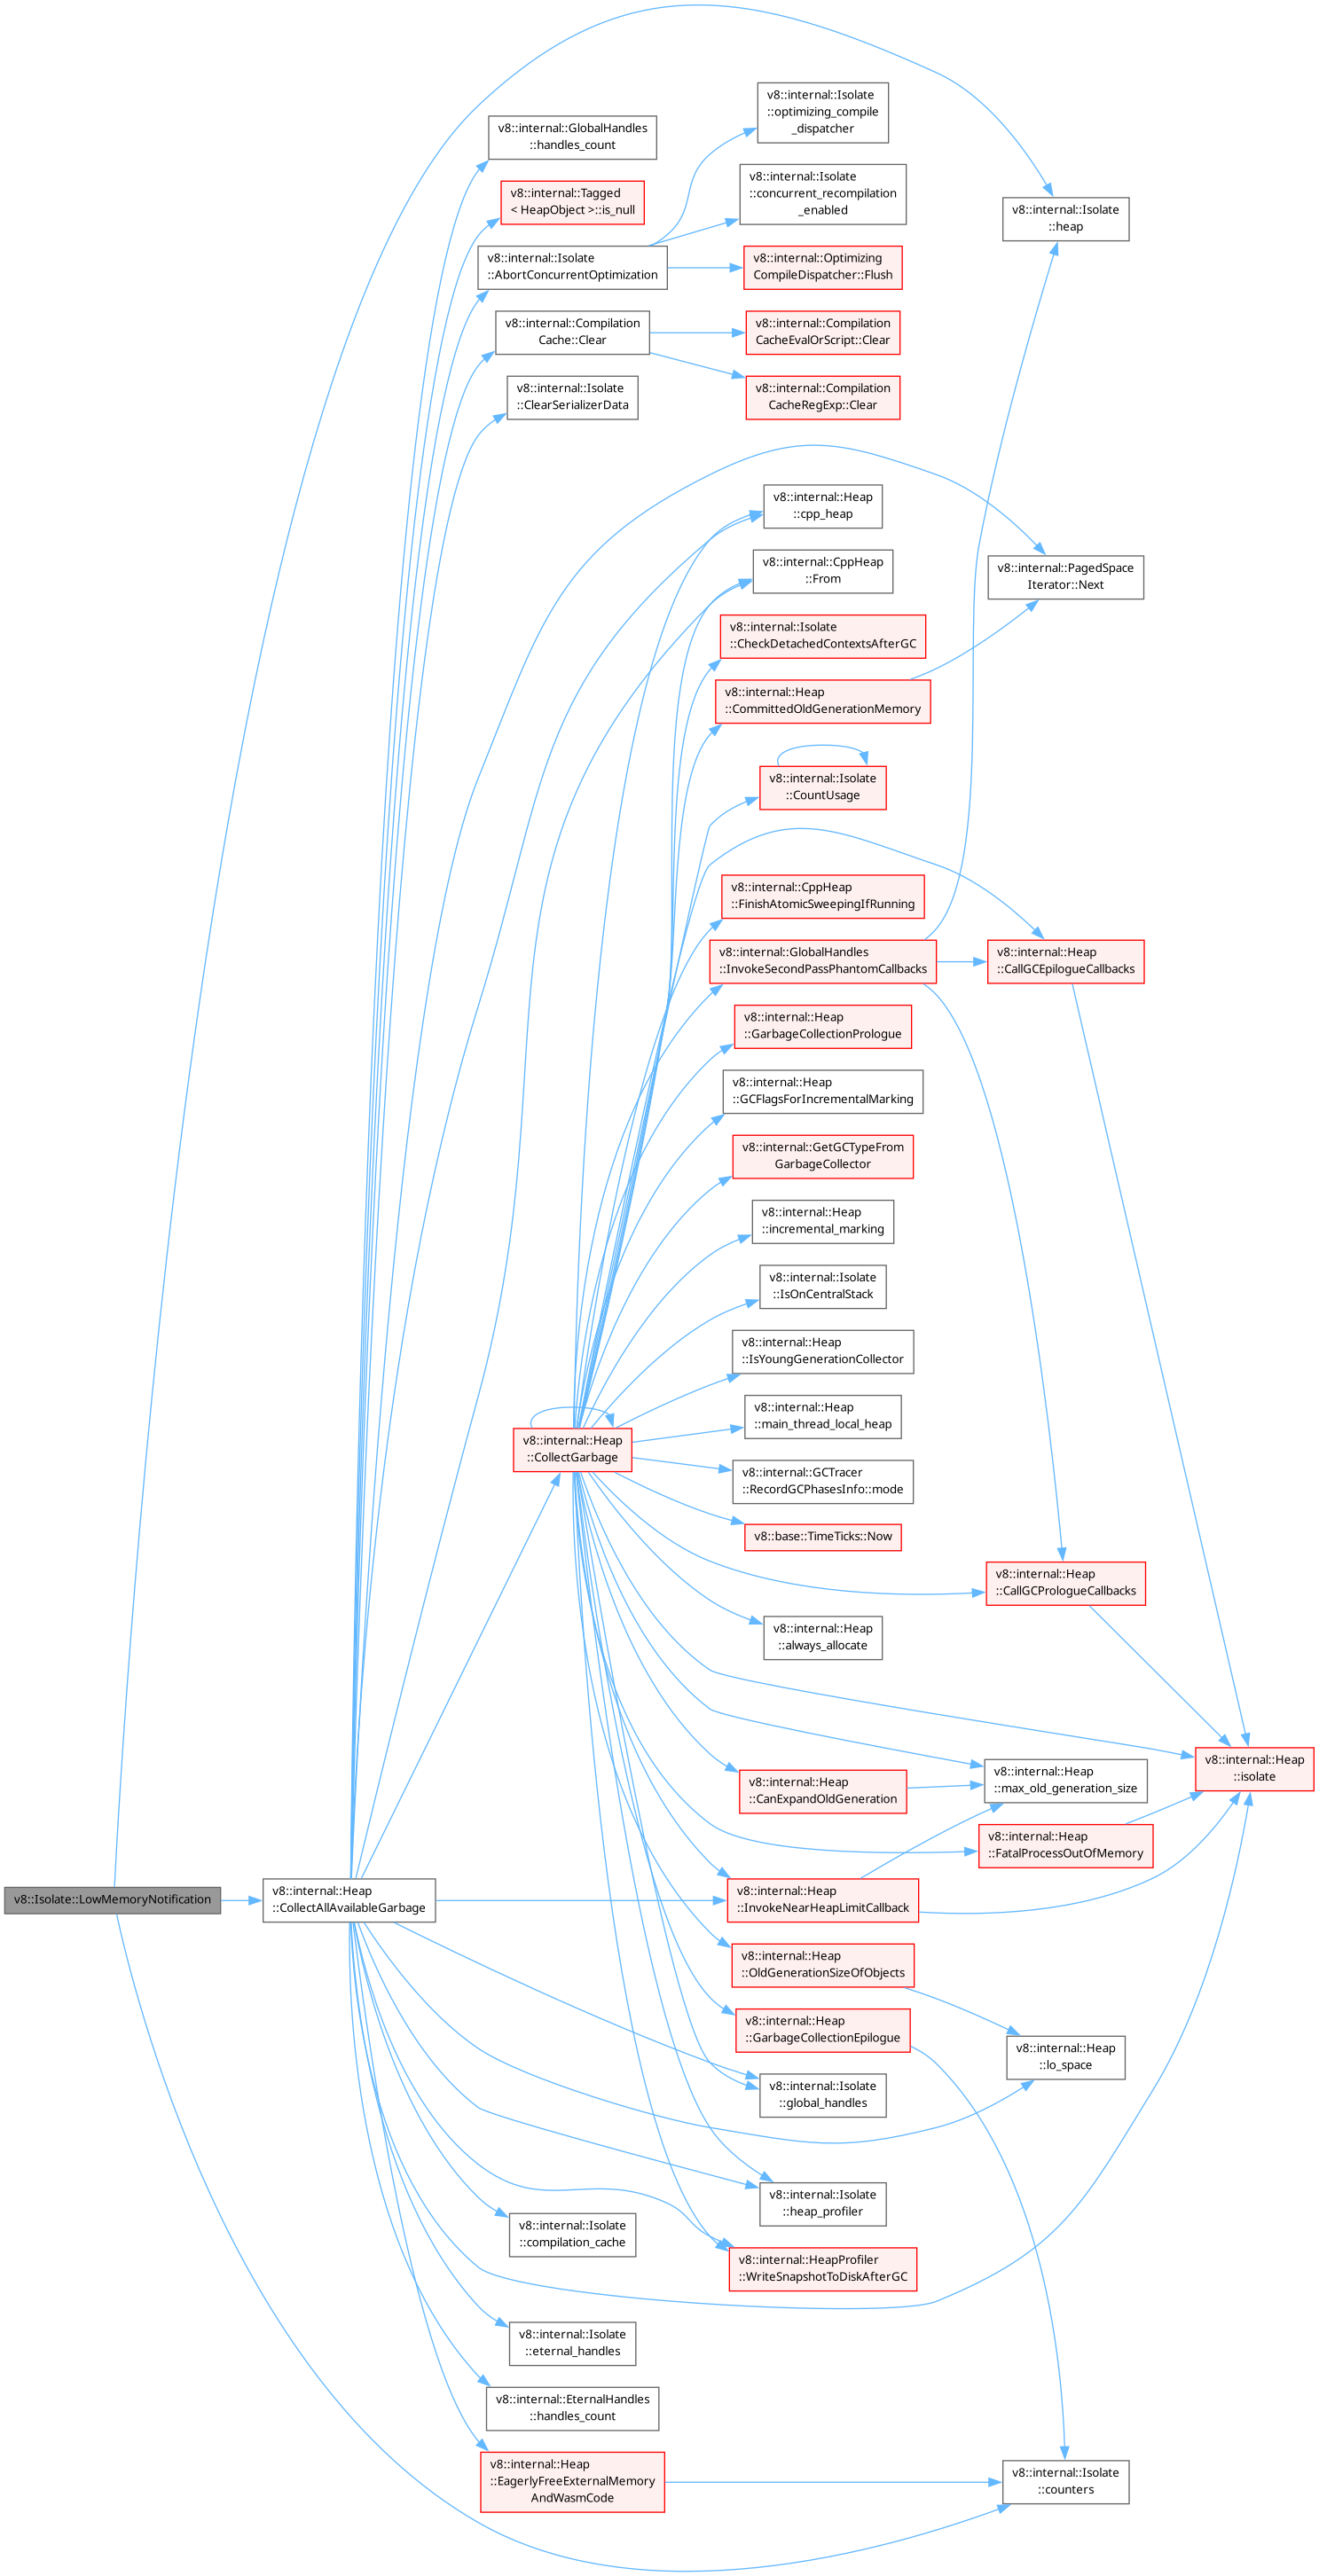 v8::internal::Isolate
::optimizing_compile
_dispatcher
v8::internal::GlobalHandles
::handles_count
v8::internal::Isolate
::concurrent_recompilation
_enabled
v8::internal::Tagged
< HeapObject >::is_null
v8::internal::Isolate
::heap
v8::internal::Isolate
::AbortConcurrentOptimization
v8::internal::Optimizing
CompileDispatcher::Flush
v8::internal::Compilation
Cache::Clear
v8::internal::Compilation
CacheEvalOrScript::Clear
v8::internal::Isolate
::ClearSerializerData
v8::internal::Compilation
CacheRegExp::Clear
v8::internal::Heap
::cpp_heap
v8::internal::CppHeap
::From
v8::internal::PagedSpace
Iterator::Next
v8::internal::Isolate
::CheckDetachedContextsAfterGC
v8::internal::Heap
::CommittedOldGenerationMemory
v8::internal::Isolate
::CountUsage
v8::internal::CppHeap
::FinishAtomicSweepingIfRunning
v8::internal::GlobalHandles
::InvokeSecondPassPhantomCallbacks
v8::internal::Heap
::CallGCEpilogueCallbacks
v8::internal::Heap
::GarbageCollectionPrologue
v8::internal::Heap
::GCFlagsForIncrementalMarking
v8::internal::GetGCTypeFrom
GarbageCollector
v8::internal::Heap
::incremental_marking
v8::internal::Isolate
::IsOnCentralStack
v8::internal::Heap
::IsYoungGenerationCollector
v8::internal::Heap
::main_thread_local_heap
v8::internal::Heap
::CollectGarbage
v8::internal::GCTracer
::RecordGCPhasesInfo::mode
v8::base::TimeTicks::Now
v8::internal::Heap
::CallGCPrologueCallbacks
v8::internal::Heap
::always_allocate
v8::internal::Heap
::isolate
v8::internal::Heap
::max_old_generation_size
v8::internal::Heap
::CanExpandOldGeneration
v8::internal::Heap
::FatalProcessOutOfMemory
v8::Isolate::LowMemoryNotification
v8::internal::Heap
::CollectAllAvailableGarbage
v8::internal::Heap
::InvokeNearHeapLimitCallback
v8::internal::Heap
::OldGenerationSizeOfObjects
v8::internal::Heap
::GarbageCollectionEpilogue
v8::internal::Heap
::lo_space
v8::internal::Isolate
::global_handles
v8::internal::Isolate
::heap_profiler
v8::internal::Isolate
::compilation_cache
v8::internal::HeapProfiler
::WriteSnapshotToDiskAfterGC
v8::internal::Isolate
::eternal_handles
v8::internal::EternalHandles
::handles_count
v8::internal::Heap
::EagerlyFreeExternalMemory
AndWasmCode
v8::internal::Isolate
::counters